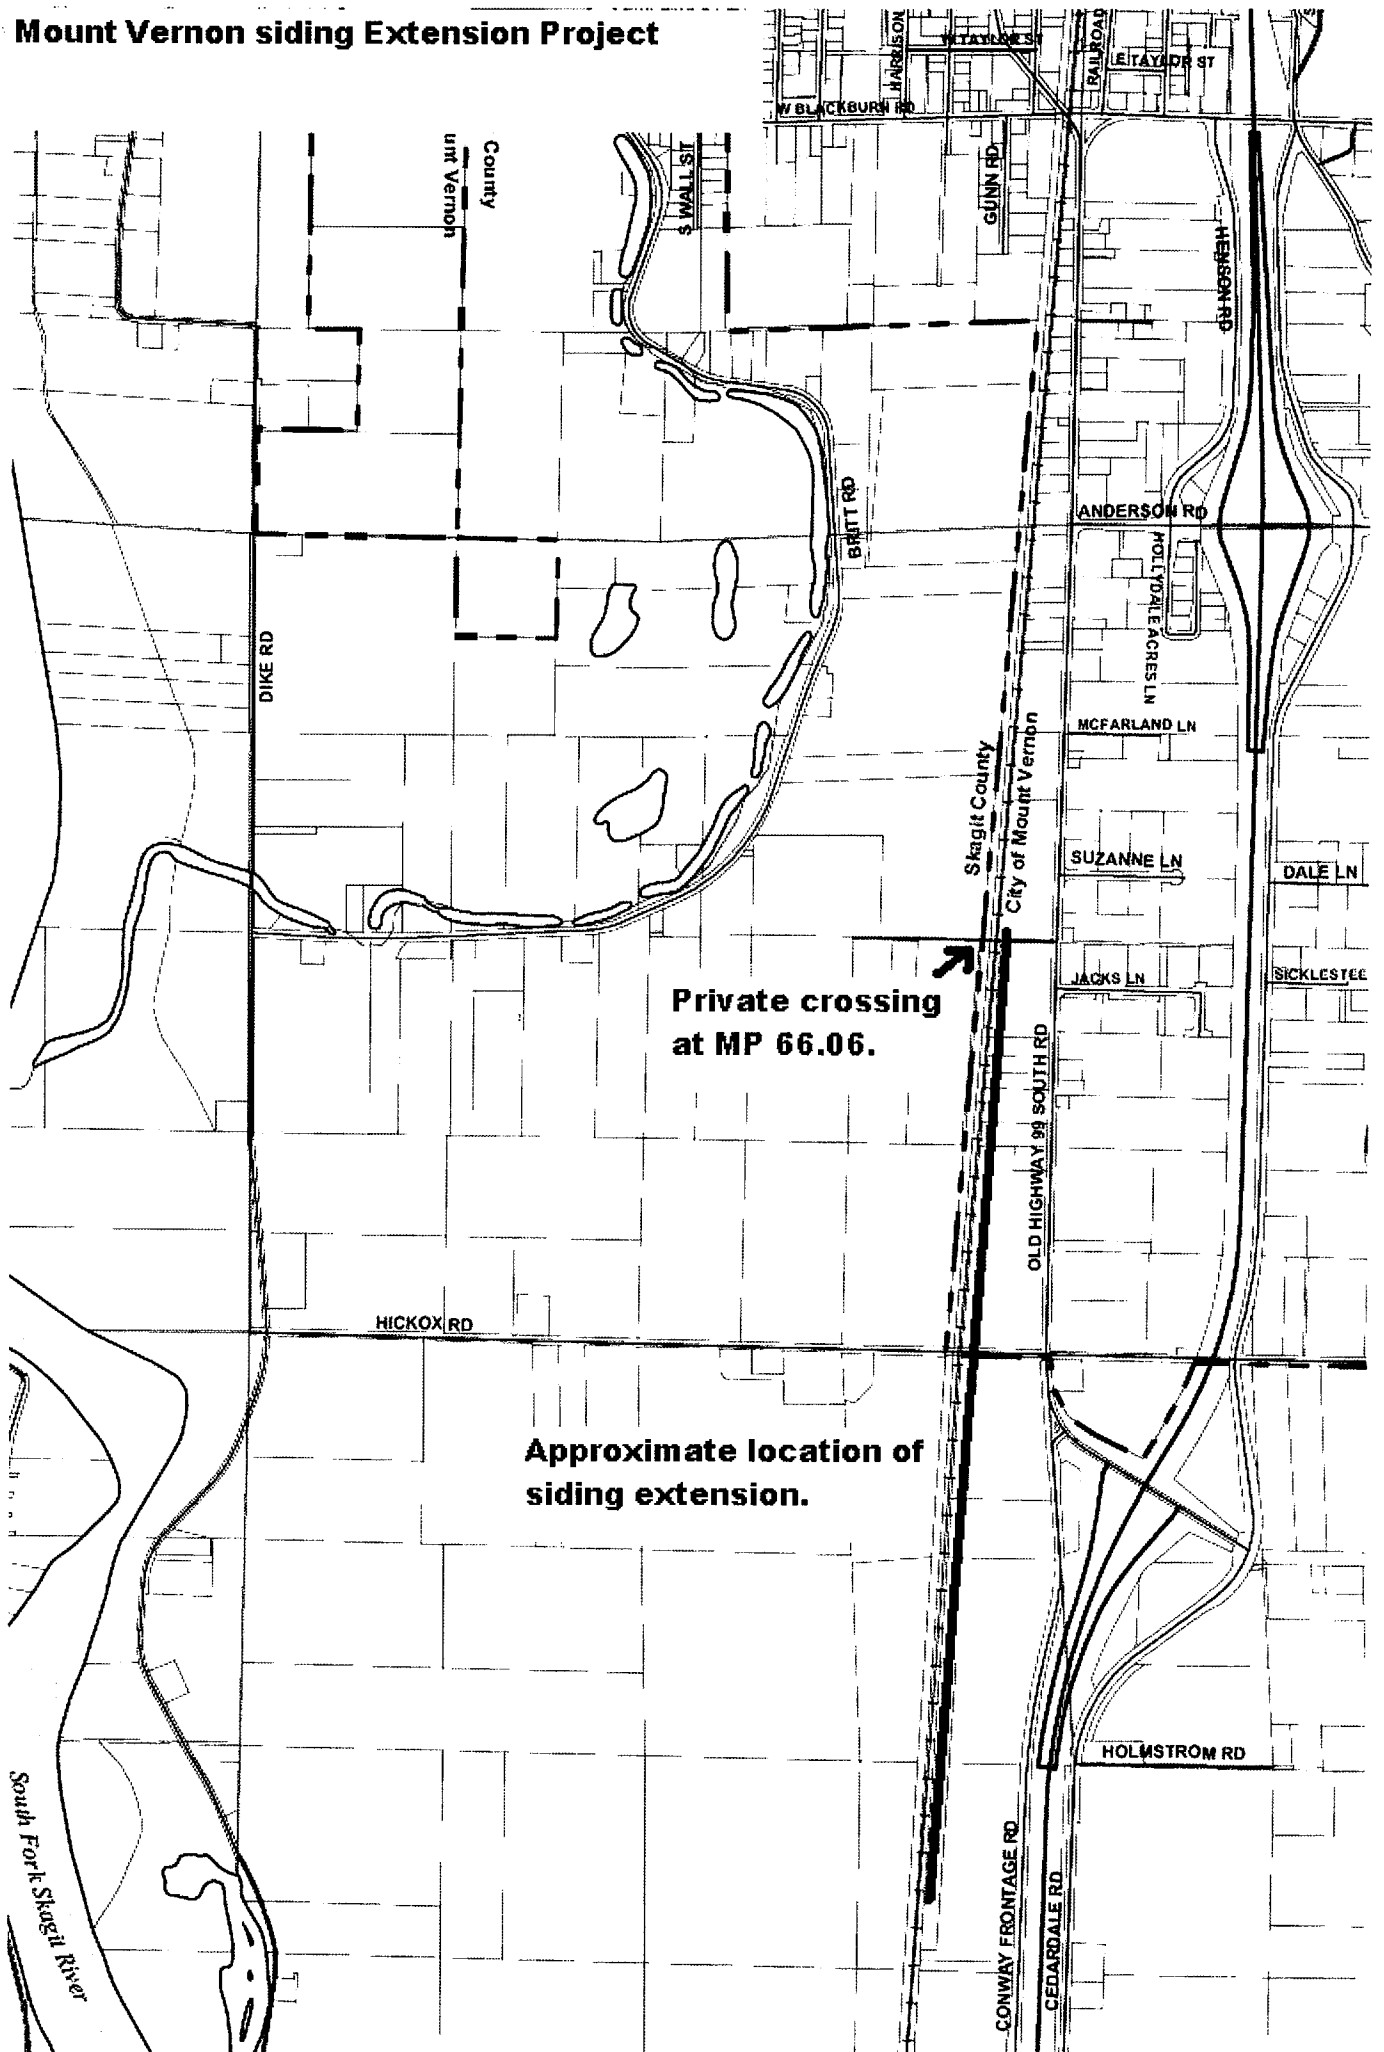 Mount Vernon siding Extension Project
HARRISON
W TAYLOR ST
RAILROAD
E TAYLOR ST
W BLACKBURN RD
County
unt Vernon
S WALL ST
GUNN RD
HENSON RD
BRITT RD
ANDERSON RD
HOLLYDALE ACRES LN
DIKE RD
MCFARLAND LN
Skagit County
City of Mount Vernon
SUZANNE LN
DALE LN
JACKS LN
SICKLESTEE
Private crossing
at MP 66.06.
OLD HIGHWAY 99 SOUTH RD
HICKOX RD
Approximate location of
siding extension.
HOLMSTROM RD
South Fork Skagit River
CONWAY FRONTAGE RD
CEDARDALE RD